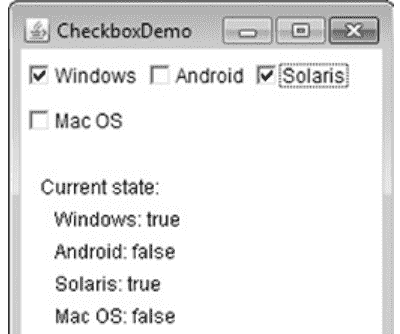 CheckboxDemo
Windows Android Solaris
Mac OS
Current state:
Windows: true
Android: false
Solaris: true
Mac OS: false